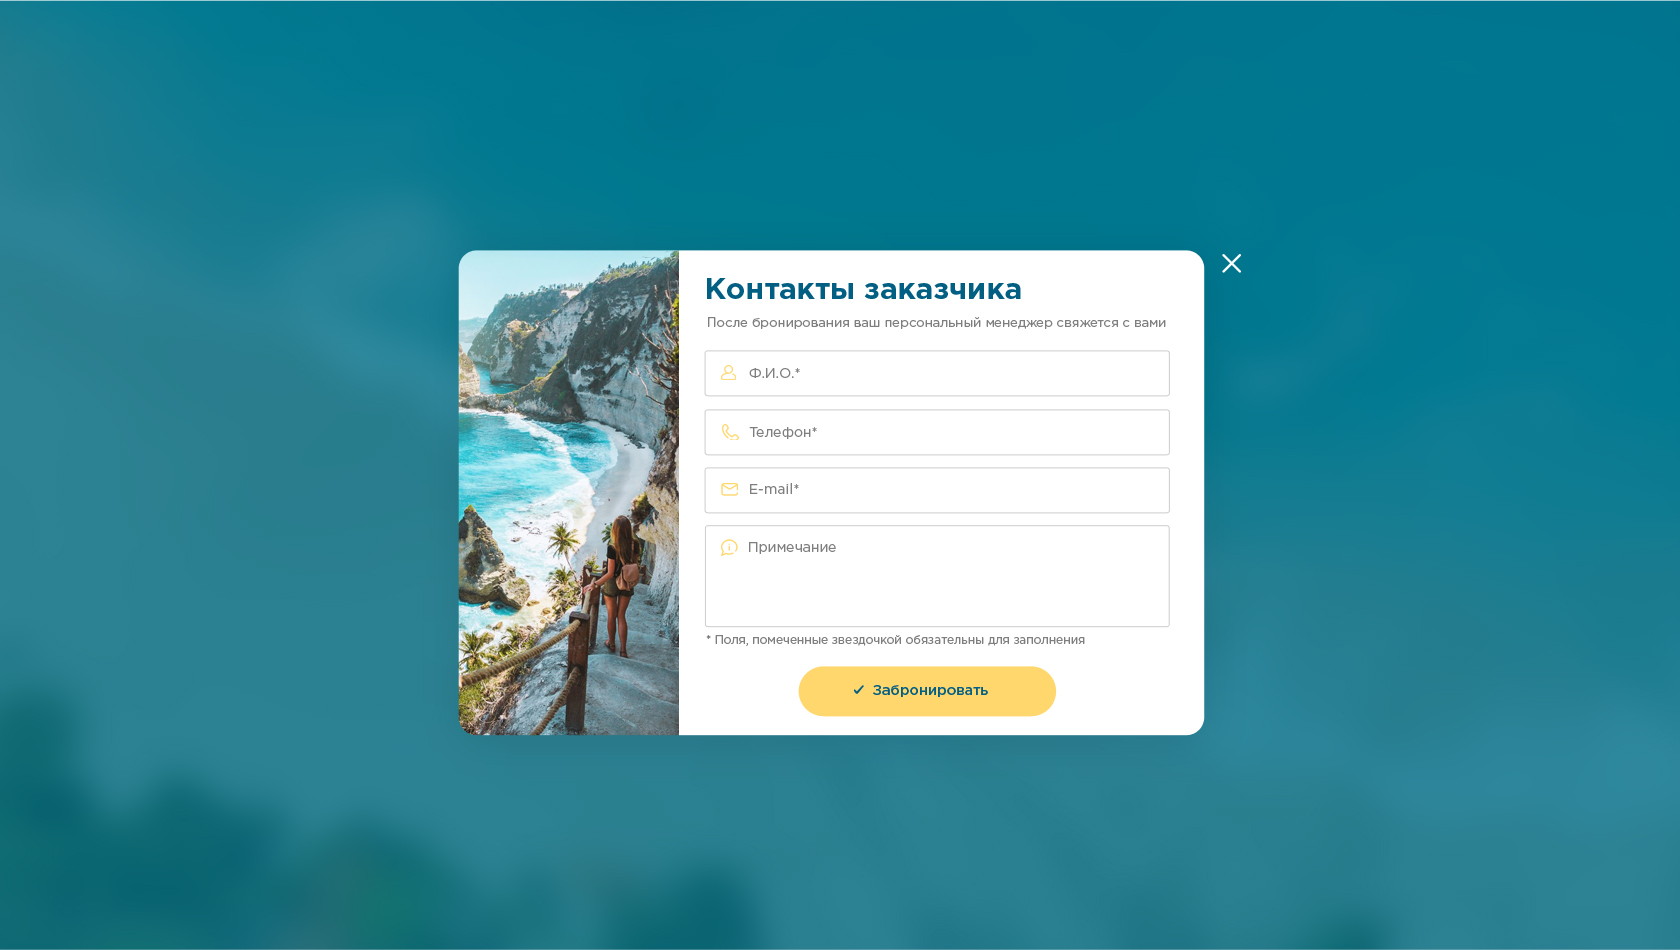 Контакты заказчика
После бронирования ваш персональный менеджер свяжется с вами
Ф.И.О.*
Телефон*
E-mail*
Примечание
* Поля, помеченные звездочкой обязательны для заполнения
Забронировать